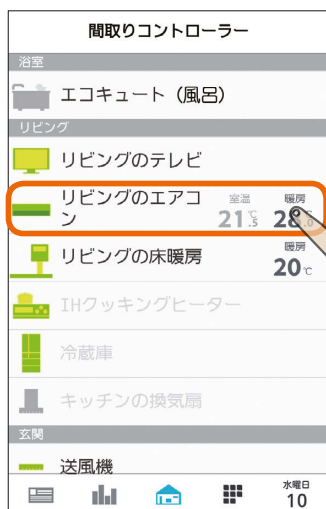 間取りコントローラー
浴室
エコキュート（風呂）
リビング
リビングのテレビ
リビングのエアコ
ン
室温
21.5℃
暖房
28
リビングの床暖房
暖房
20℃
IHクッキングヒーター
冷蔵庫
キッチンの換気扇
玄関
送風機
水曜日
10